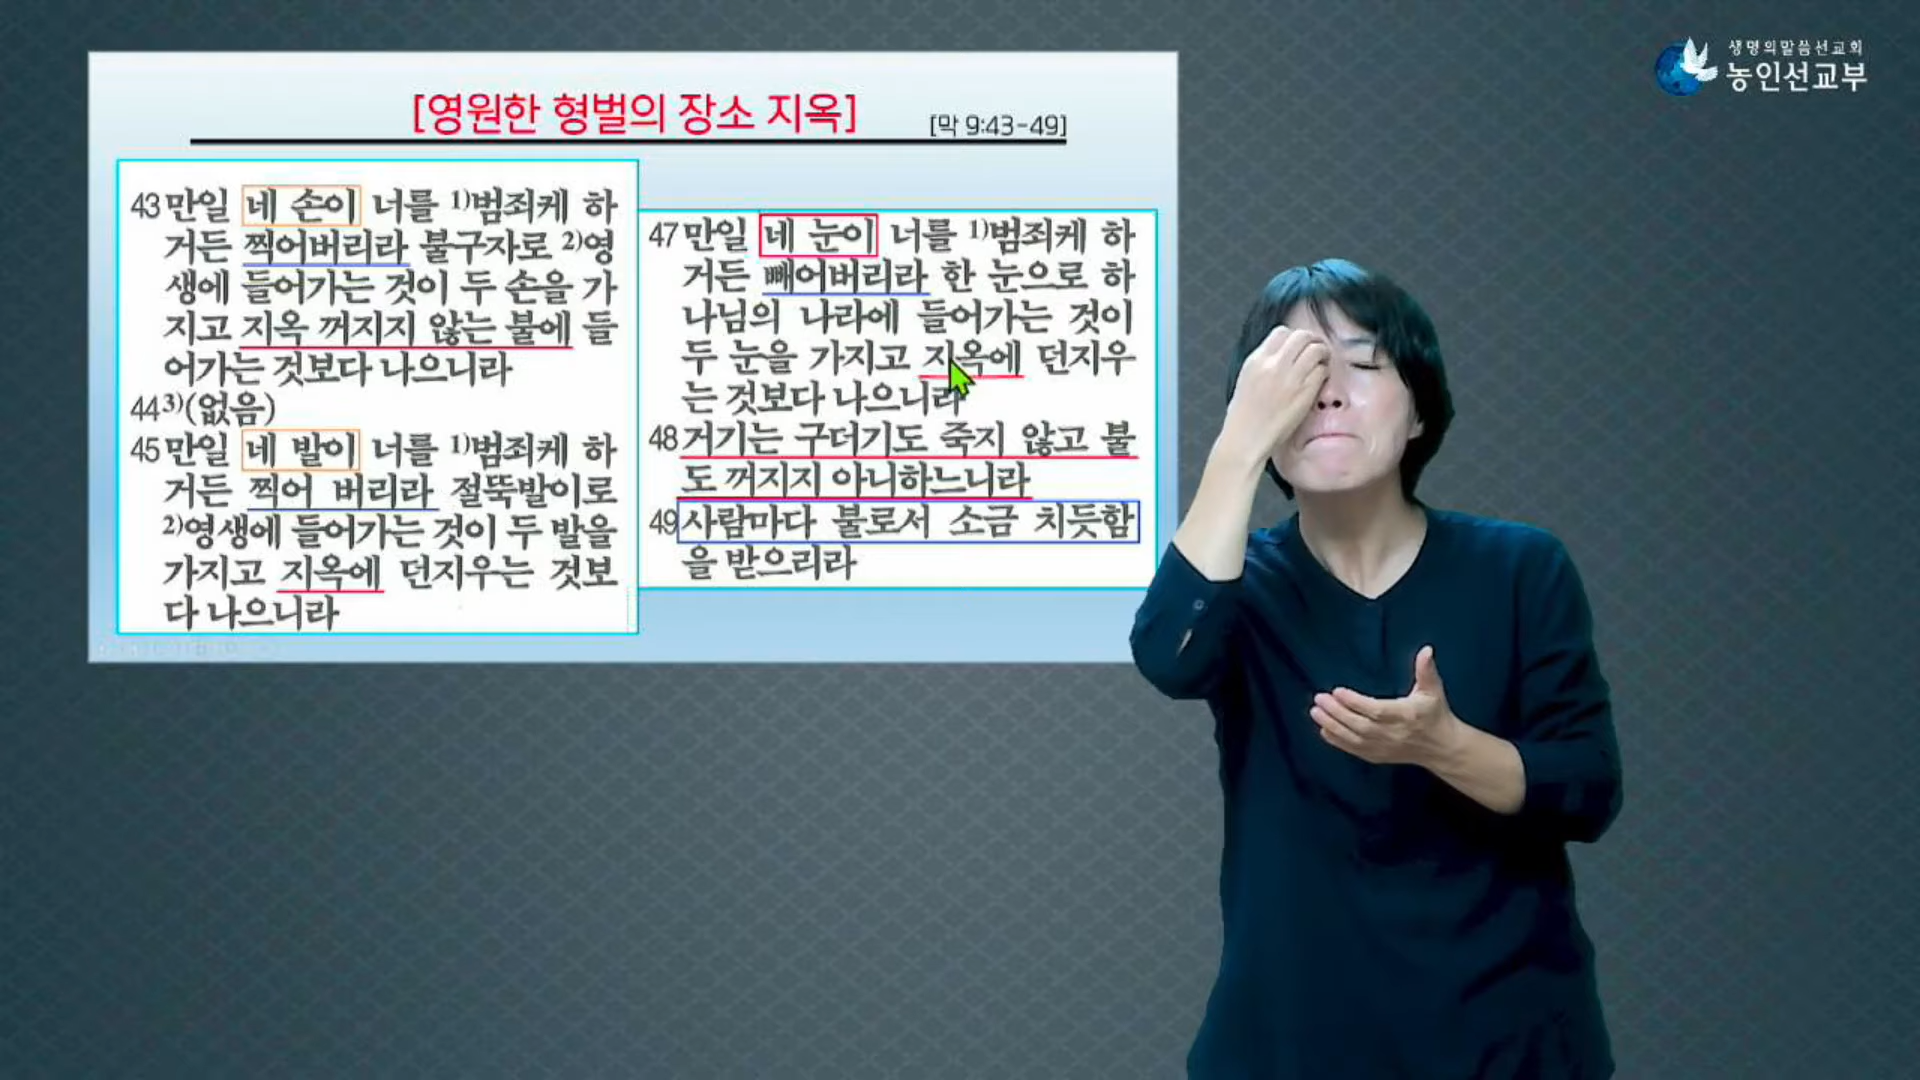 생명의말씀선교회
농인선교부
[영원한 형벌의 장소 지옥]
[막 9:43-49]
43 만일 네 손이 너를 1)범죄케 하
거든 찍어버리라 불구자로 2)영
생에 들어가는 것이 두 손을 가
지고 지옥 꺼지지 않는 불에 들
어가는 것보다 나으니라
44 3)(없음)
45 만일 네 발이 너를 1)범죄케 하
거든 찍어 버리라 절뚝발이로
2)영생에 들어가는 것이 두 발을
가지고 지옥에 던지우는 것보
다 나으니라
47 만일 네 눈이 너를 1)범죄케 하
거든 빼어버리라 한 눈으로 하
나님의 나라에 들어가는 것이
두 눈을 가지고 지옥에 던지우
는 것보다 나으니라
48 거기는 구더기도 죽지 않고 불
도 꺼지지 아니하느니라
49 사람마다 불로서 소금 치듯함
을 받으리라